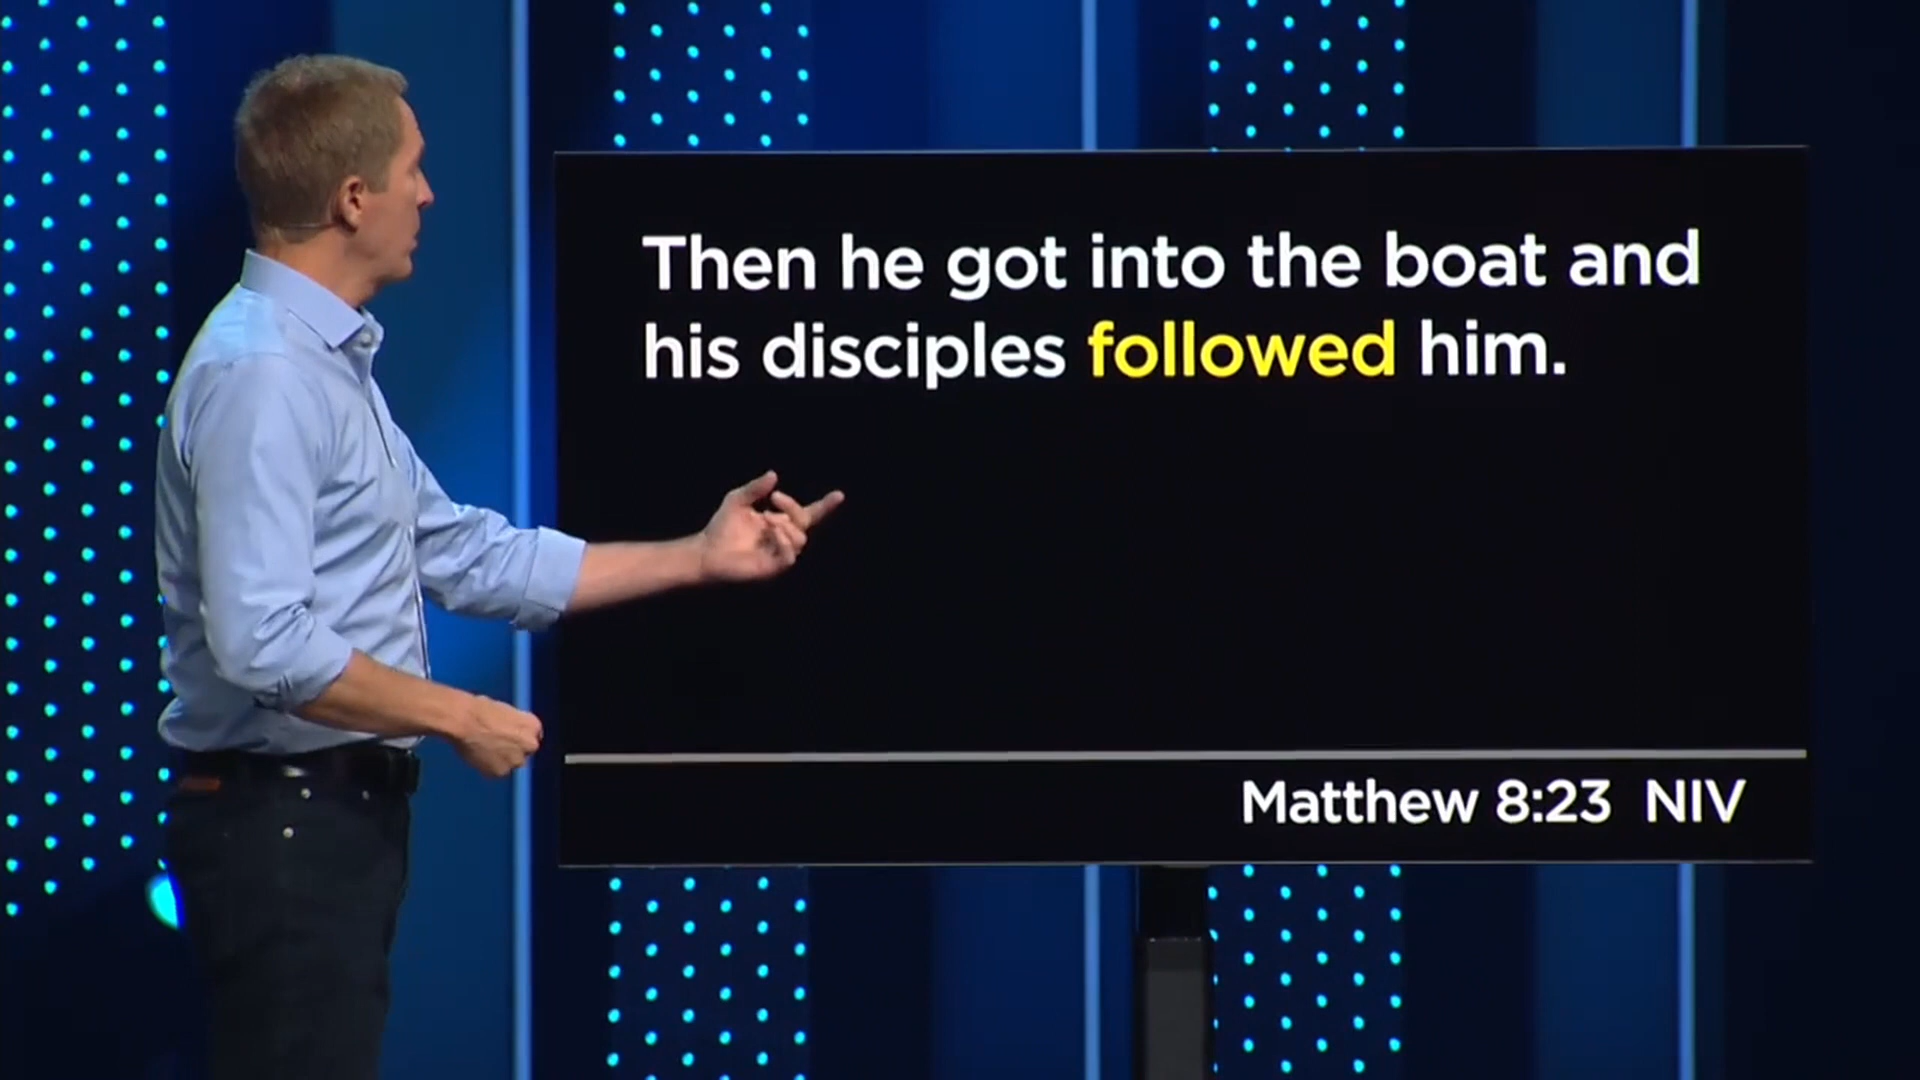 Then he got into the boat and
his disciples followed him.
Matthew 8:23 NIV